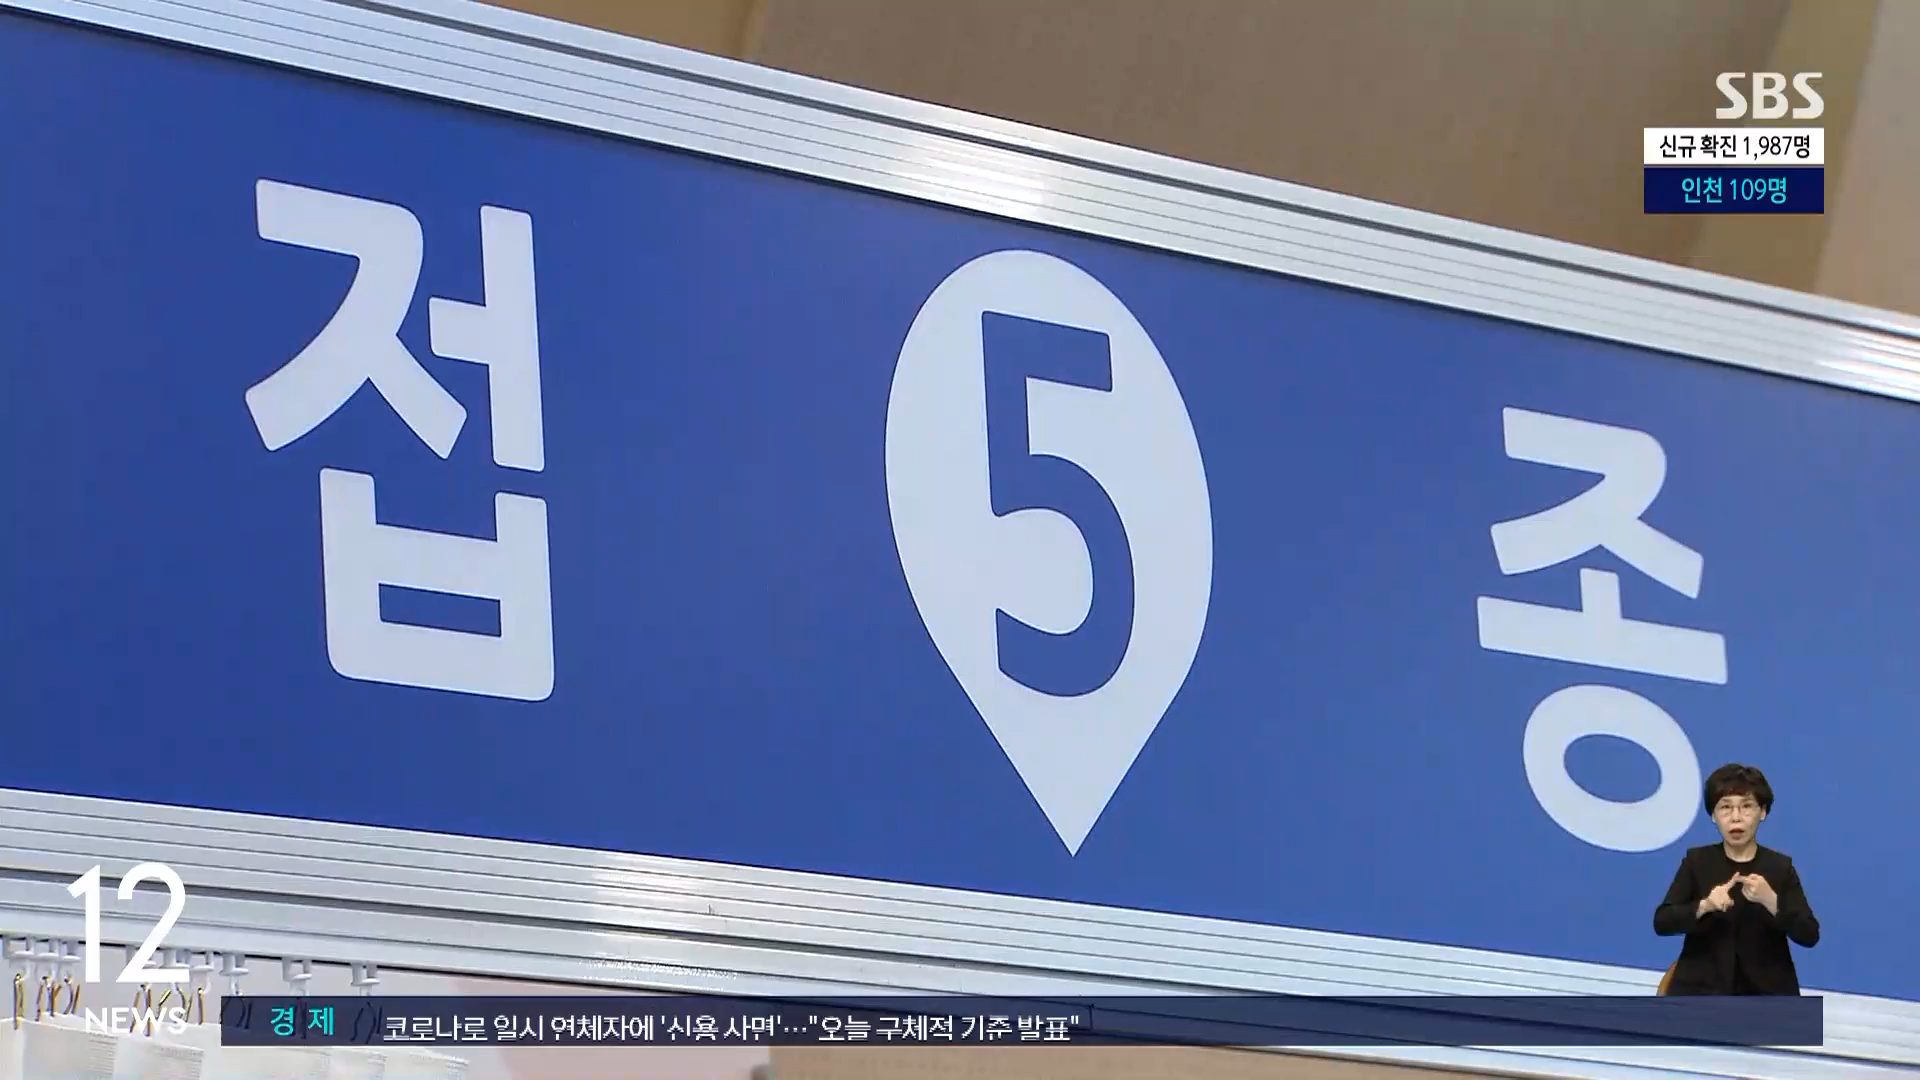 SBS
신규 확진 1,987명
인천 109명
접 5 종
12
NEWS
경제
코로나로 일시 연체자에 '신용 사면'…"오늘 구체적 기준 발표"